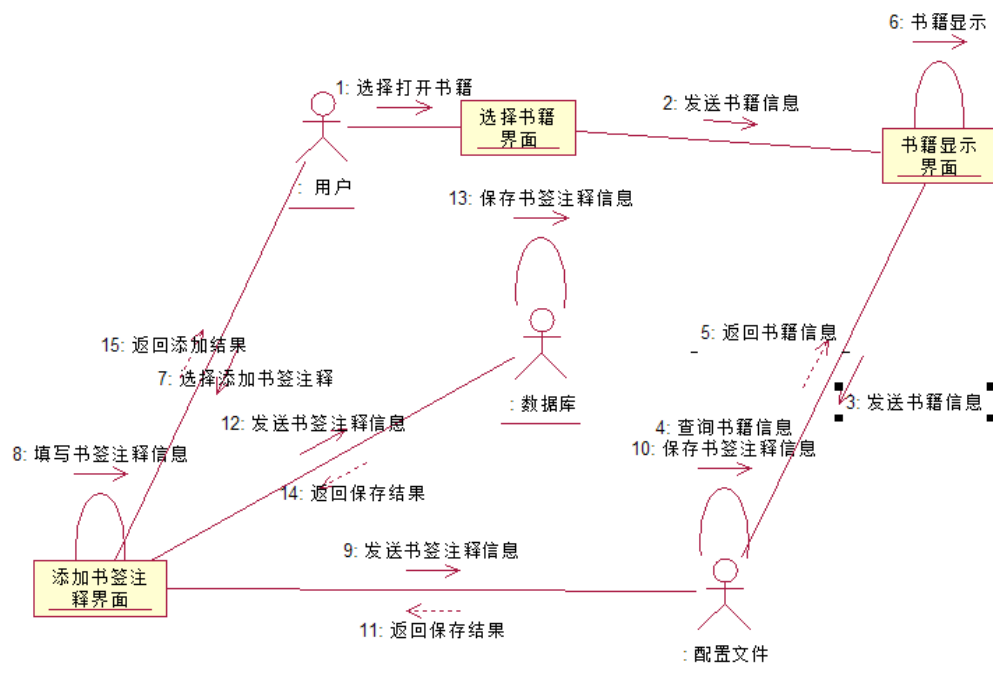 6: 书籍显示
1: 选择打开书籍
2: 发送书籍信息
选择书籍
界面
书籍显示
界面
: 用户
13: 保存书签注释信息
15: 返回添加结果
7: 选择添加书签注释
5: 返回书籍信息
: 数据库
3: 发送书籍信息
12: 发送书签注释信息
4: 查询书籍信息
10: 保存书签注释信息
8: 填写书签注释信息
14: 返回保存结果
9: 发送书签注释信息
添加书签注
释界面
11: 返回保存结果
: 配置文件